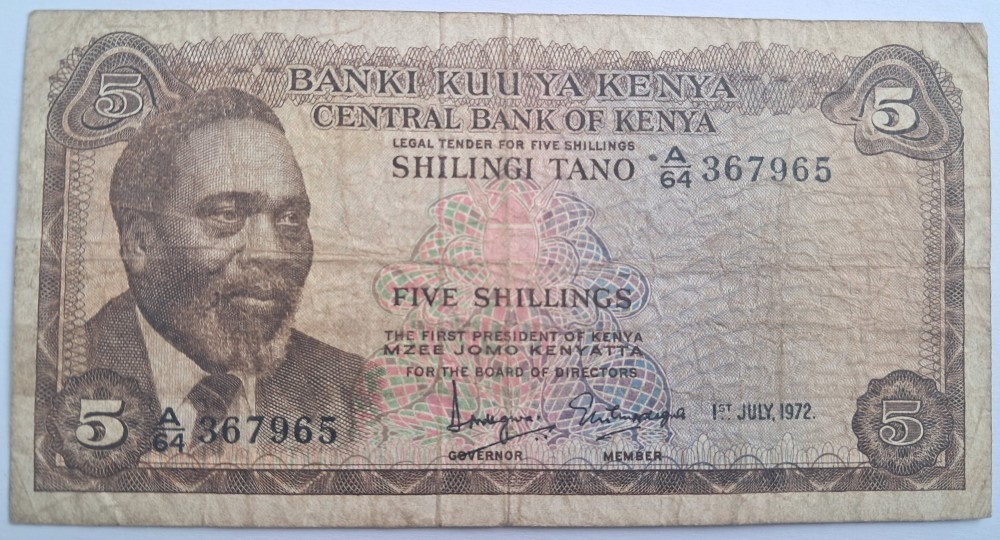 5 5
BANKI KUU YA KENYA
CENTRAL BANK OF KENYA
LEGAL TENDER FOR FIVE SHILLINGS
SHILINGI TANO A/64 367965
FIVE SHILLINGS
THE FIRST PRESIDENT OF KENYA
MZEE JOMO KENYATTA
FOR THE BOARD OF DIRECTORS
5 A/64 367965 1ST JULY, 1972. 5
GOVERNOR MEMBER